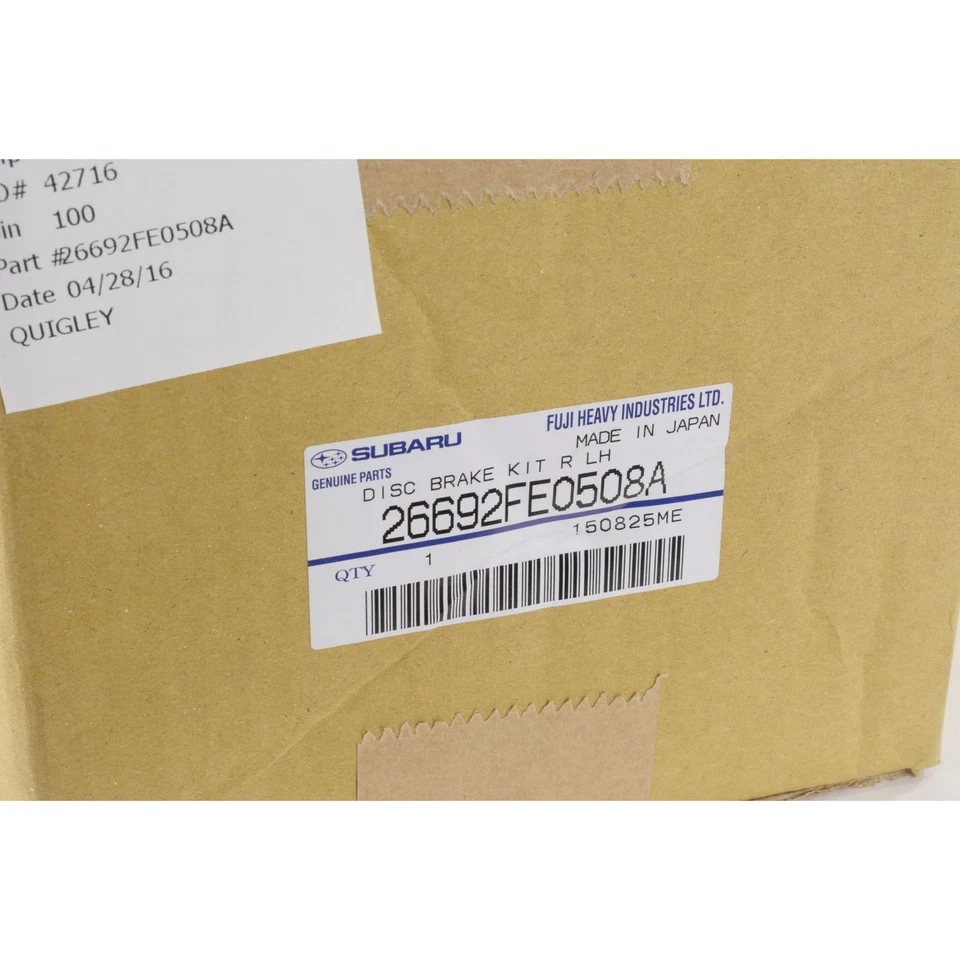 # 42716
100
Part #26692FE0508A
Date 04/28/16
QUIGLEY
SUBARU
FUJI HEAVY INDUSTRIES LTD.
GENUINE PARTS
MADE IN JAPAN
DISC BRAKE KIT R LH
26692FE0508A
150825ME
QTY 1